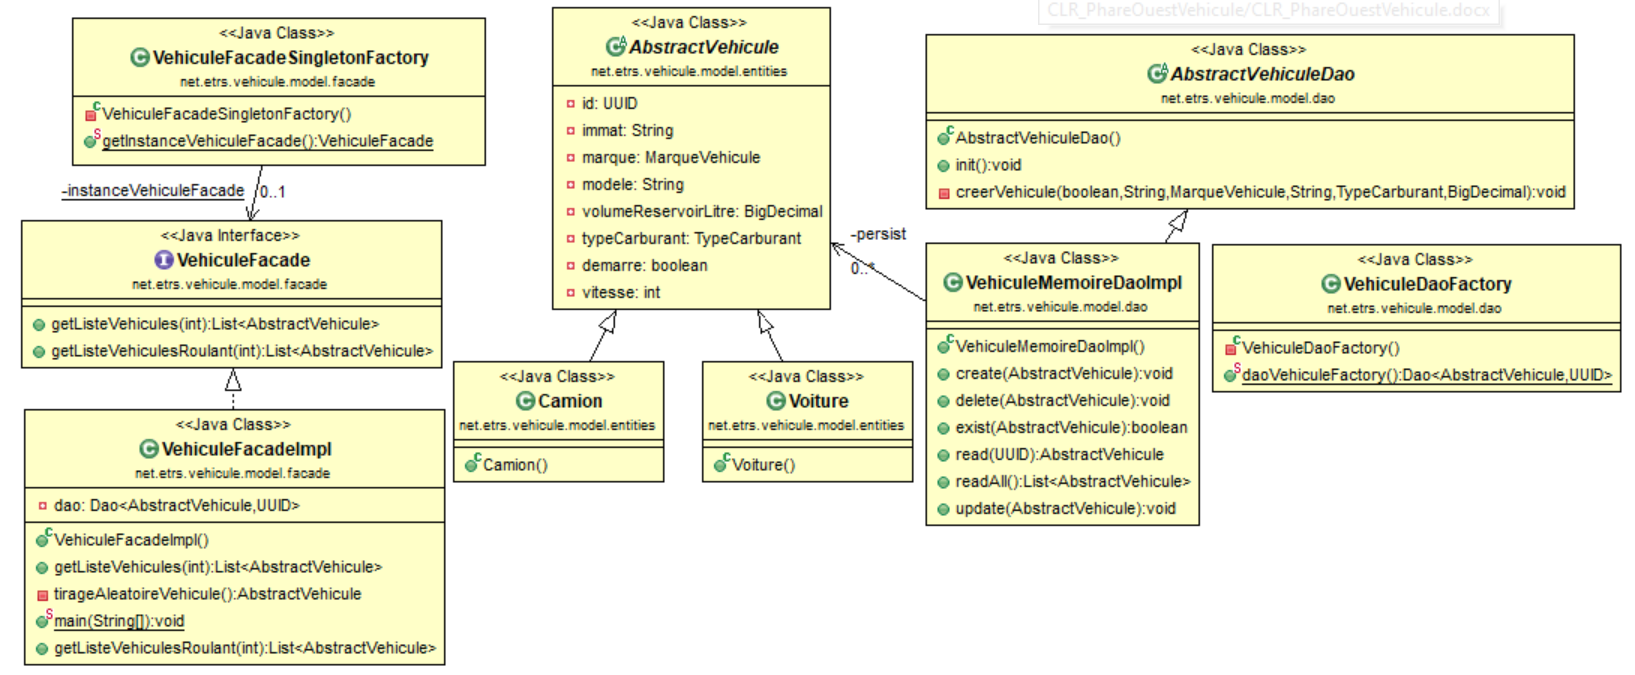 CLR_PhareOuestVehicule/CLR_PhareOuestVehicule.docx
<<Java Class>>
VehiculeFacadeSingletonFactory
net.etrs.vehicule.model.facade
VehiculeFacadeSingletonFactory()
getInstanceVehiculeFacade():VehiculeFacade
-instanceVehiculeFacade
0..1
<<Java Interface>>
VehiculeFacade
net.etrs.vehicule.model.facade
getListeVehicules(int):List<AbstractVehicule>
getListeVehiculesRoulant(int):List<AbstractVehicule>
<<Java Class>>
VehiculeFacadeImpl
net.etrs.vehicule.model.facade
dao: Dao<AbstractVehicule,UUID>
VehiculeFacadeImpl()
getListeVehicules(int):List<AbstractVehicule>
tirageAleatoireVehicule():AbstractVehicule
main(String[]):void
getListeVehiculesRoulant(int):List<AbstractVehicule>
<<Java Class>>
AbstractVehicule
net.etrs.vehicule.model.entities
id: UUID
immat: String
marque: MarqueVehicule
modele: String
volumeReservoirLitre: BigDecimal
typeCarburant: TypeCarburant
demarre: boolean
vitesse: int
<<Java Class>>
Camion
net.etrs.vehicule.model.entities
Camion()
<<Java Class>>
Voiture
net.etrs.vehicule.model.entities
Voiture()
-persist
0..*
<<Java Class>>
AbstractVehiculeDao
net.etrs.vehicule.model.dao
AbstractVehiculeDao()
init():void
creerVehicule(boolean,String,MarqueVehicule,String,TypeCarburant,BigDecimal):void
<<Java Class>>
VehiculeMemoireDaoImpl
net.etrs.vehicule.model.dao
VehiculeMemoireDaoImpl()
create(AbstractVehicule):void
delete(AbstractVehicule):void
exist(AbstractVehicule):boolean
read(UUID):AbstractVehicule
readAll():List<AbstractVehicule>
update(AbstractVehicule):void
<<Java Class>>
VehiculeDaoFactory
net.etrs.vehicule.model.dao
VehiculeDaoFactory()
daoVehiculeFactory():Dao<AbstractVehicule,UUID>